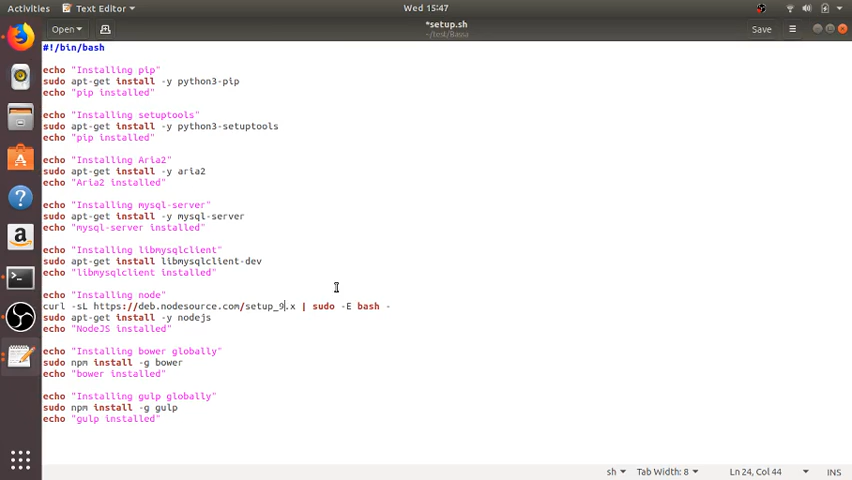 Activities Text Editor Wed 15:47
Open *setup.sh Save
~/test/Bassa
#!/bin/bash
echo "Installing pip"
sudo apt-get install -y python3-pip
echo "pip installed"
echo "Installing setuptools"
sudo apt-get install -y python3-setuptools
echo "pip installed"
echo "Installing Aria2"
sudo apt-get install -y aria2
echo "Aria2 installed"
echo "Installing mysql-server"
sudo apt-get install -y mysql-server
echo "mysql-server installed"
echo "Installing libmysqlclient"
sudo apt-get install libmysqlclient-dev
echo "libmysqlclient installed"
echo "Installing node"
curl -sL https://deb.nodesource.com/setup_9.x | sudo -E bash -
sudo apt-get install -y nodejs
echo "NodeJS installed"
echo "Installing bower globally"
sudo npm install -g bower
echo "bower installed"
echo "Installing gulp globally"
sudo npm install -g gulp
echo "gulp installed"
sh Tab Width: 8 Ln 24, Col 44 INS